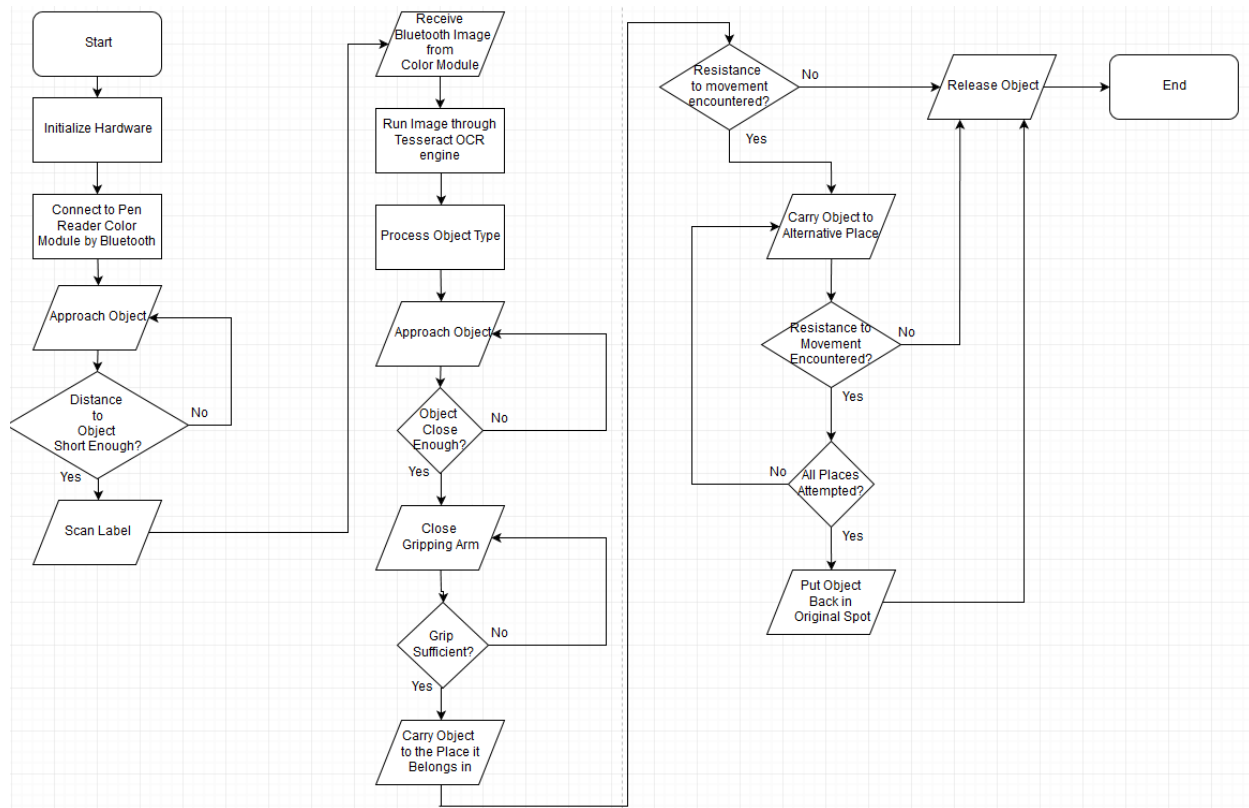 Start
Initialize Hardware
Connect to Pen
Reader Color
Module by Bluetooth
Approach Object
Distance
to
Object
Short Enough?
No
Yes
Scan Label
Receive
Bluetooth Image
from
Color Module
Run Image through
Tesseract OCR
engine
Process Object Type
Approach Object
Object
Close
Enough?
No
Yes
Close
Gripping Arm
Grip
Sufficient?
No
Yes
Carry Object
to the Place it
Belongs in
Resistance
to movement
encountered?
No
Yes
Release Object
End
Carry Object to
Alternative Place
Resistance to
Movement
Encountered?
No
Yes
All Places
Attempted?
No
Yes
Put Object
Back in
Original Spot